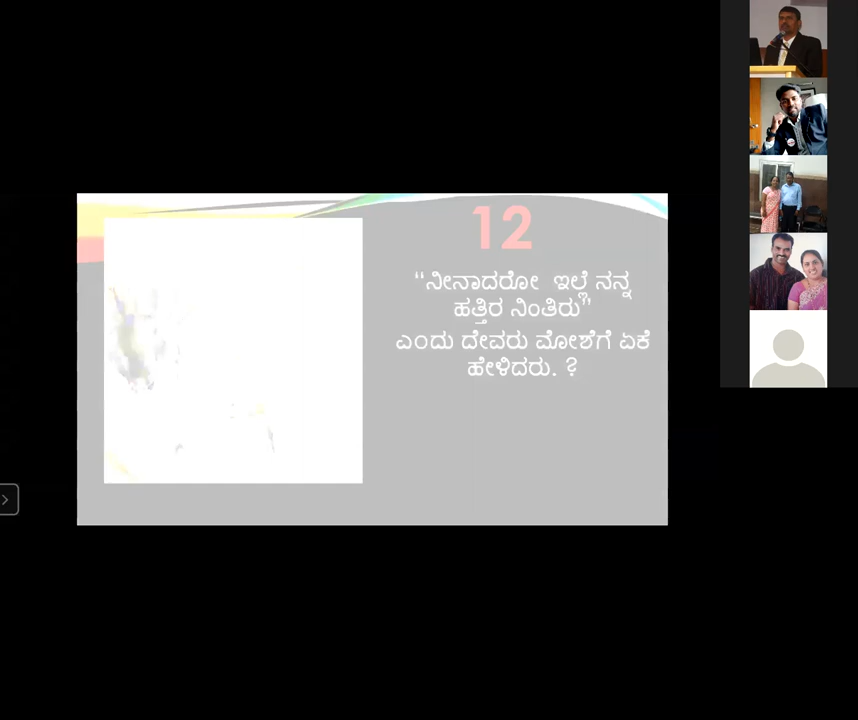 12
“ನೀನಾದರೋ ಇಲ್ಲೆ ನನ್ನ
ಹತ್ತಿರ ನಿಂತಿರು”
ಎಂದು ದೇವರು ಮೋಶೆಗೆ ಏಕೆ
ಹೇಳಿದರು. ?